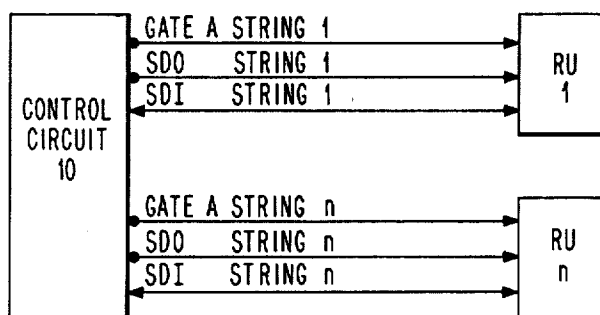 GATE A STRING 1
SDO STRING 1
SDI STRING 1
RU
1
CONTROL
CIRCUIT
10
GATE A STRING n
SDO STRING n
SDI STRING n
RU
n